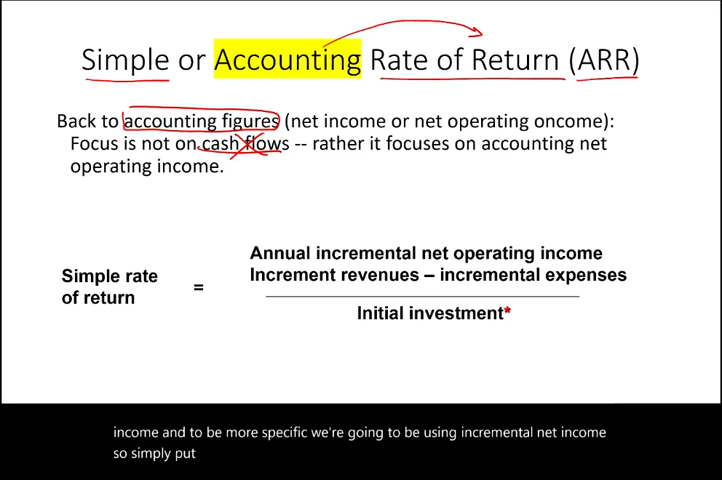 Simple or Accounting Rate of Return (ARR)
Back to accounting figures (net income or net operating oncome):
Focus is not on cash flows -- rather it focuses on accounting net
operating income.
Annual incremental net operating income
Increment revenues – incremental expenses
Simple rate
of return
=
Initial investment*
income and to be more specific we're going to be using incremental net income
so simply put